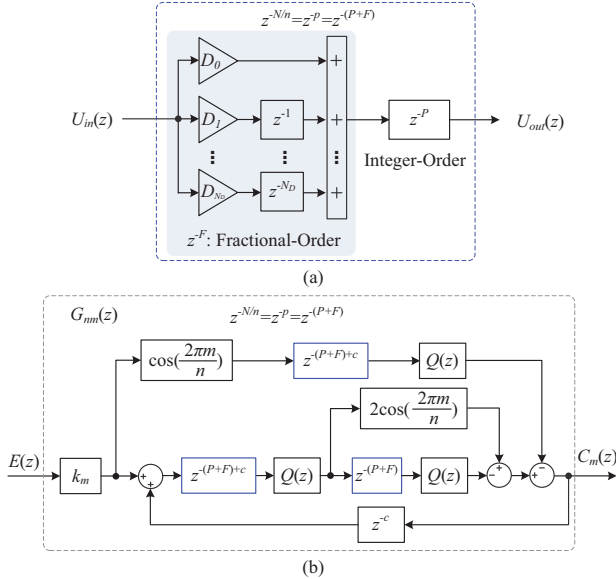 z^{-N/n}=z^{-p}=z^{-(P+F)}
D_0 +
U_{in}(z) D_1 z^{-1} + z^{-P} U_{out}(z)
Integer-Order
D_{N_D} z^{-N_D} +
z^{-F}: Fractional-Order
(a)
G_{nm}(z) z^{-N/n}=z^{-p}=z^{-(P+F)}
cos(2πm/n) z^{-(P+F)+c} Q(z)
2cos(2πm/n)
E(z) k_m + + z^{-(P+F)+c} Q(z) z^{-(P+F)} Q(z) + − + − C_m(z)
z^{-c}
(b)